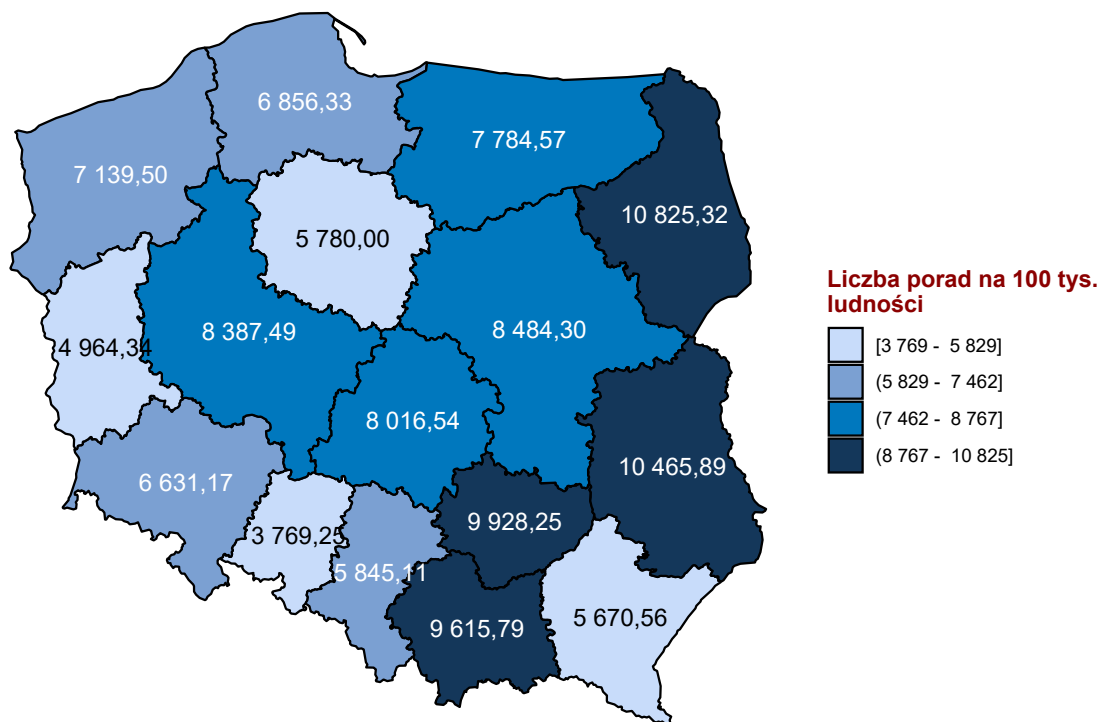 6 856,33
7 784,57
7 139,50
10 825,32
5 780,00
8 387,49
8 484,30
4 964,34
8 016,54
10 465,89
6 631,17
9 928,25
3 769,25
5 845,11
9 615,79
5 670,56
Liczba porad na 100 tys.
ludności
[3 769 - 5 829]
(5 829 - 7 462]
(7 462 - 8 767]
(8 767 - 10 825]